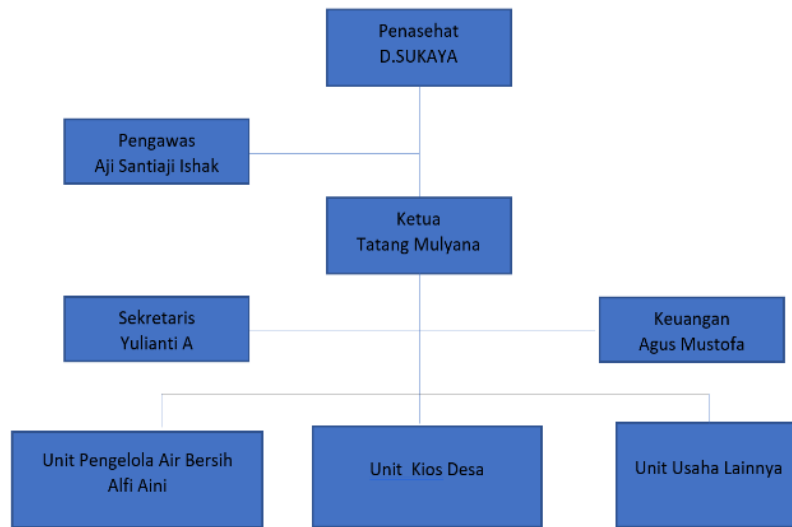 Penasehat
D.SUKAYA
Pengawas
Aji Santiaji Ishak
Ketua
Tatang Mulyana
Sekretaris
Yulianti A
Keuangan
Agus Mustofa
Unit Pengelola Air Bersih
Alfi Aini
Unit Kios Desa
Unit Usaha Lainnya